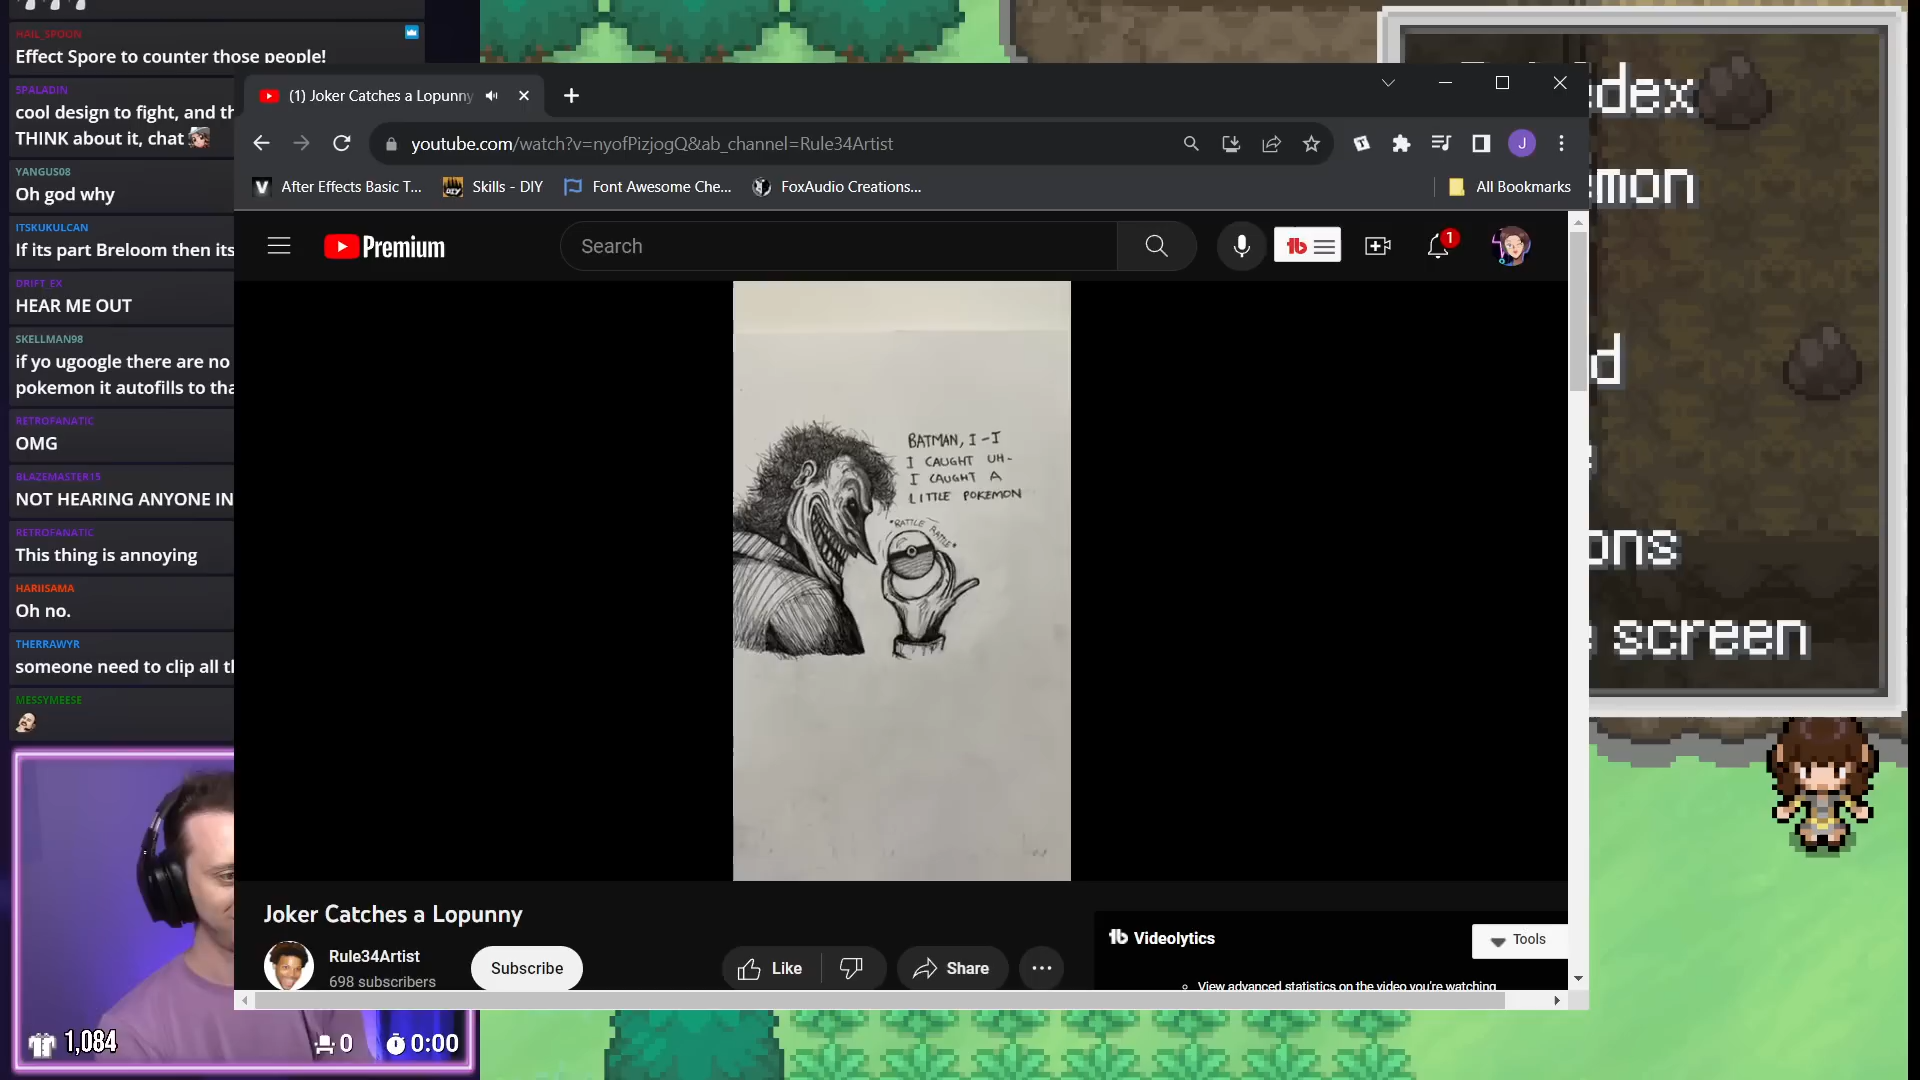 HAIL_SPOON
Effect Spore to counter those people!
SPALADIN
cool design to fight, and th
THINK about it, chat
YANGUS08
Oh god why
ITSKUKULCAN
If its part Breloom then its
DRIFT_EX
HEAR ME OUT
SKELLMAN98
if yo ugoogle there are no
pokemon it autofills to tha
RETROFANATIC
OMG
BLAZEMASTER15
NOT HEARING ANYONE IN
RETROFANATIC
This thing is annoying
HARIISAMA
Oh no.
THERRAWYR
someone need to clip all th
MESSYMEESE
1,084
0
0:00
(1) Joker Catches a Lopunny
youtube.com/watch?v=nyofPizjogQ&ab_channel=Rule34Artist
J
After Effects Basic T...
Skills - DIY
Font Awesome Che...
FoxAudio Creations...
All Bookmarks
Premium
Search
1
BATMAN, I-I
I CAUGHT UH-
I CAUGHT A
LITTLE POKEMON
*RATTLE RATTLE*
Joker Catches a Lopunny
Rule34Artist
698 subscribers
Subscribe
Like
Share
Videolytics
Tools
View advanced statistics on the video you're watching
dex
mon
d
ons
screen